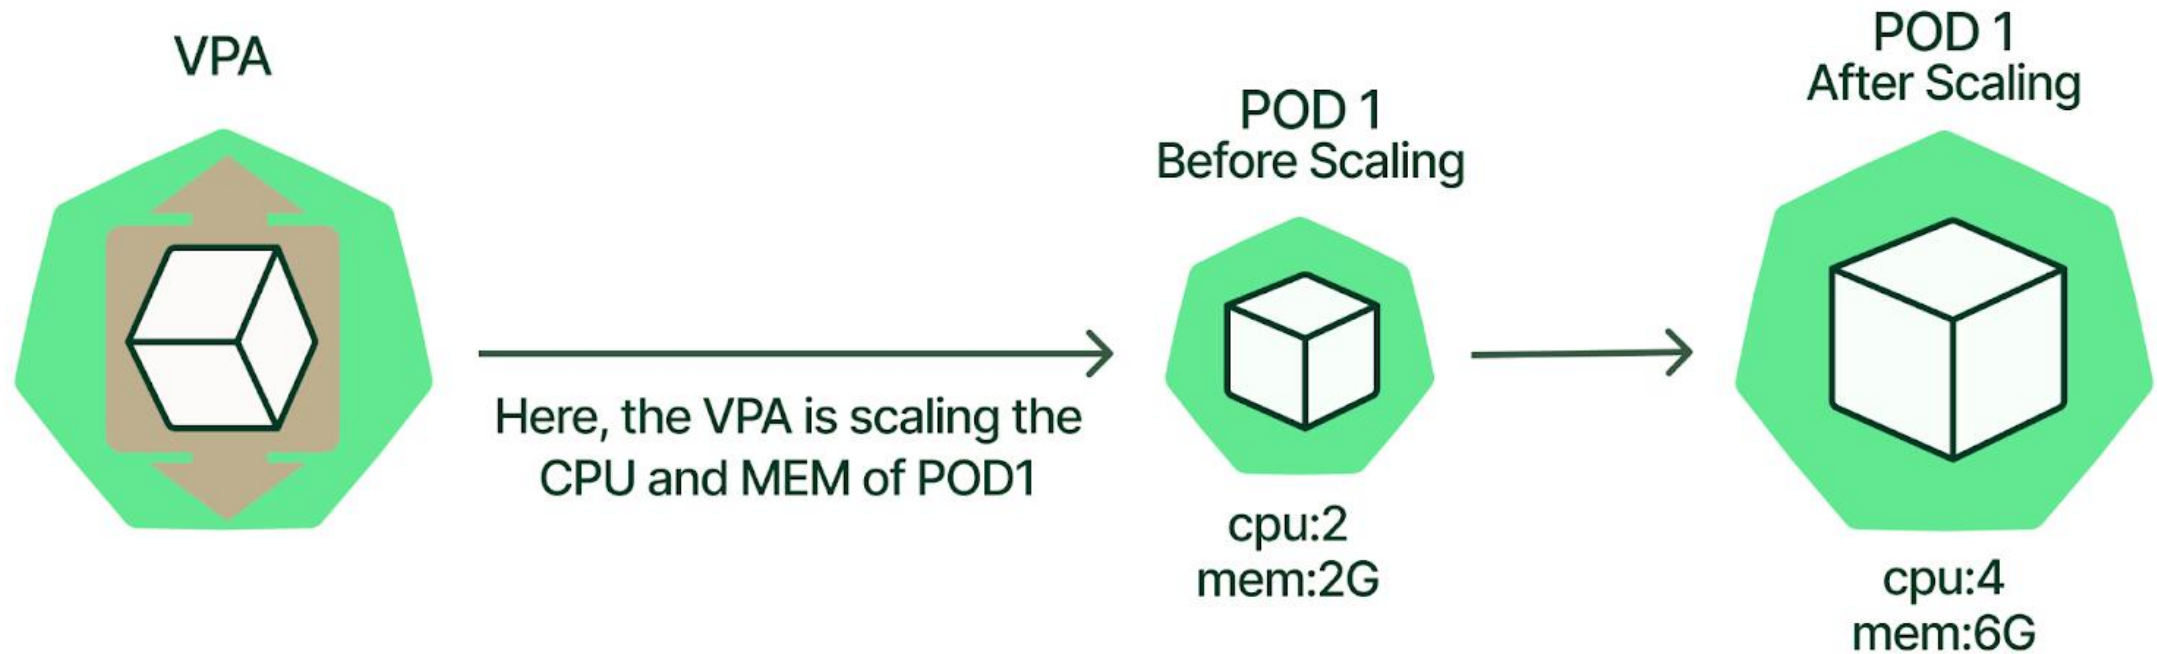 VPA
Here, the VPA is scaling the
CPU and MEM of POD1
POD 1
Before Scaling
cpu:2
mem:2G
POD 1
After Scaling
cpu:4
mem:6G